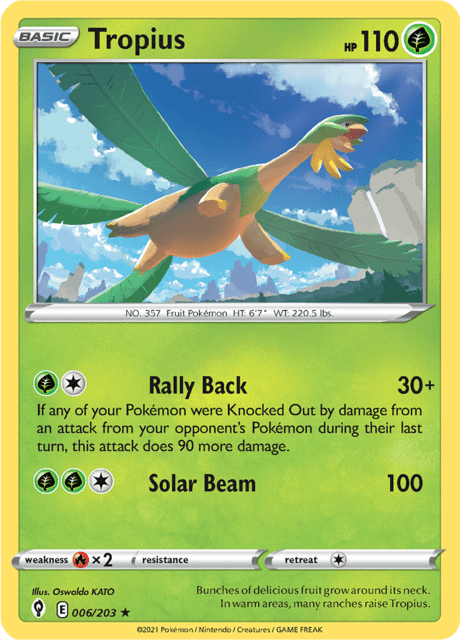 BASIC Tropius HP 110
NO. 357 Fruit Pokémon HT: 6'7" WT: 220.5 lbs.
Rally Back 30+
If any of your Pokémon were Knocked Out by damage from
an attack from your opponent's Pokémon during their last
turn, this attack does 90 more damage.
Solar Beam 100
weakness ×2 resistance retreat
Illus. Oswaldo KATO
Bunches of delicious fruit grow around its neck.
In warm areas, many ranches raise Tropius.
E 006/203 ★
©2021 Pokémon / Nintendo / Creatures / GAME FREAK